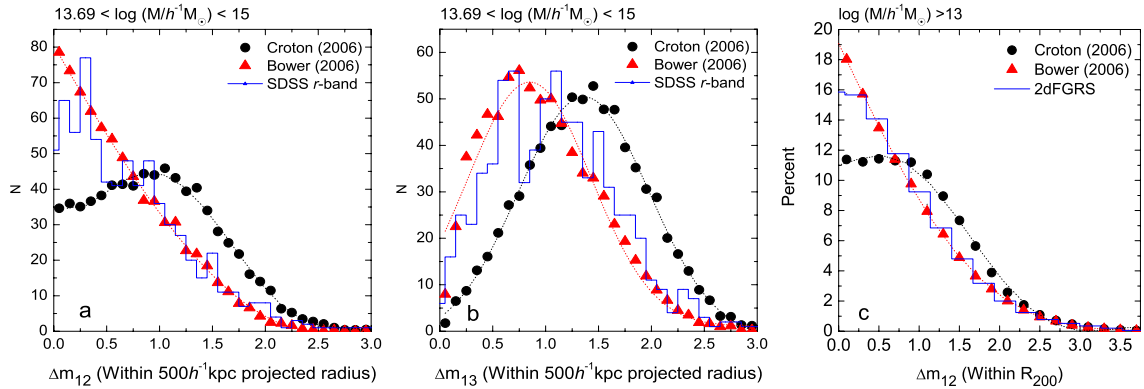 13.69 < log (M/h⁻¹M☉) < 15
80
70
60
50
40
30
20
10
0
N
Croton (2006)
Bower (2006)
SDSS r-band
a
0.0 0.5 1.0 1.5 2.0 2.5 3.0
Δm₁₂ (Within 500h⁻¹kpc projected radius)
13.69 < log (M/h⁻¹M☉) < 15
60
50
40
30
20
10
0
N
Croton (2006)
Bower (2006)
SDSS r-band
b
0.0 0.5 1.0 1.5 2.0 2.5 3.0
Δm₁₃ (Within 500h⁻¹kpc projected radius)
log (M/h⁻¹M☉) >13
20
18
16
14
12
10
8
6
4
2
0
Percent
Croton (2006)
Bower (2006)
2dFGRS
c
0.0 0.5 1.0 1.5 2.0 2.5 3.0 3.5
Δm₁₂ (Within R₂₀₀)